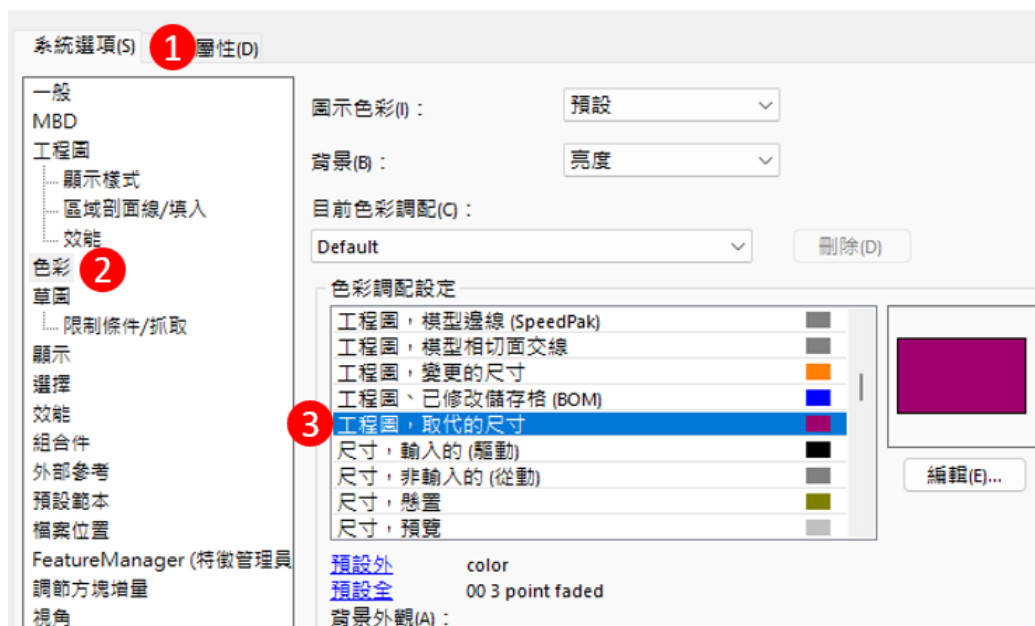 系統選項(S)
1
屬性(D)
一般
MBD
工程圖
顯示樣式
區域剖面線/填入
效能
色彩
2
草圖
限制條件/抓取
顯示
選擇
效能
組合件
外部參考
預設範本
檔案位置
FeatureManager (特徵管理員
調節方塊增量
視角
圖示色彩(I)：
預設
背景(B)：
亮度
目前色彩調配(C)：
Default
刪除(D)
色彩調配設定
工程圖，模型邊線 (SpeedPak)
工程圖，模型相切面交線
工程圖，變更的尺寸
工程圖、已修改儲存格 (BOM)
3
工程圖，取代的尺寸
尺寸，輸入的 (驅動)
尺寸，非輸入的 (從動)
尺寸，懸置
尺寸，預覽
編輯(E)...
預設外 color
預設全 00 3 point faded
背景外觀(A)：